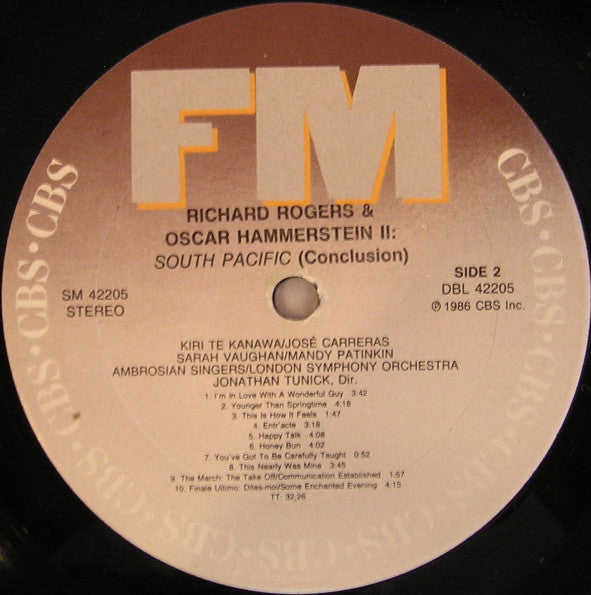 FM
RICHARD ROGERS &
OSCAR HAMMERSTEIN II:
SOUTH PACIFIC (Conclusion)
SM 42205
STEREO
SIDE 2
DBL 42205
℗ 1986 CBS Inc.
KIRI TE KANAWA/JOSÉ CARRERAS
SARAH VAUGHAN/MANDY PATINKIN
AMBROSIAN SINGERS/LONDON SYMPHONY ORCHESTRA
JONATHAN TUNICK, Dir.
1. I'm In Love With A Wonderful Guy 3:42
2. Younger Than Springtime 4:18
3. This Is How It Feels 1:47
4. Entr'acte 3:18
5. Happy Talk 4:08
6. Honey Bun 4:02
7. You've Got To Be Carefully Taught 0:52
8. This Nearly Was Mine 3:45
9. The March: The Take Off/Communication Established 1:57
10. Finale Ultimo: Dites-moi/Some Enchanted Evening 4:15
TT: 32:26
CBS · CBS · CBS · CBS · CBS · CBS · CBS · CBS · CBS · CBS